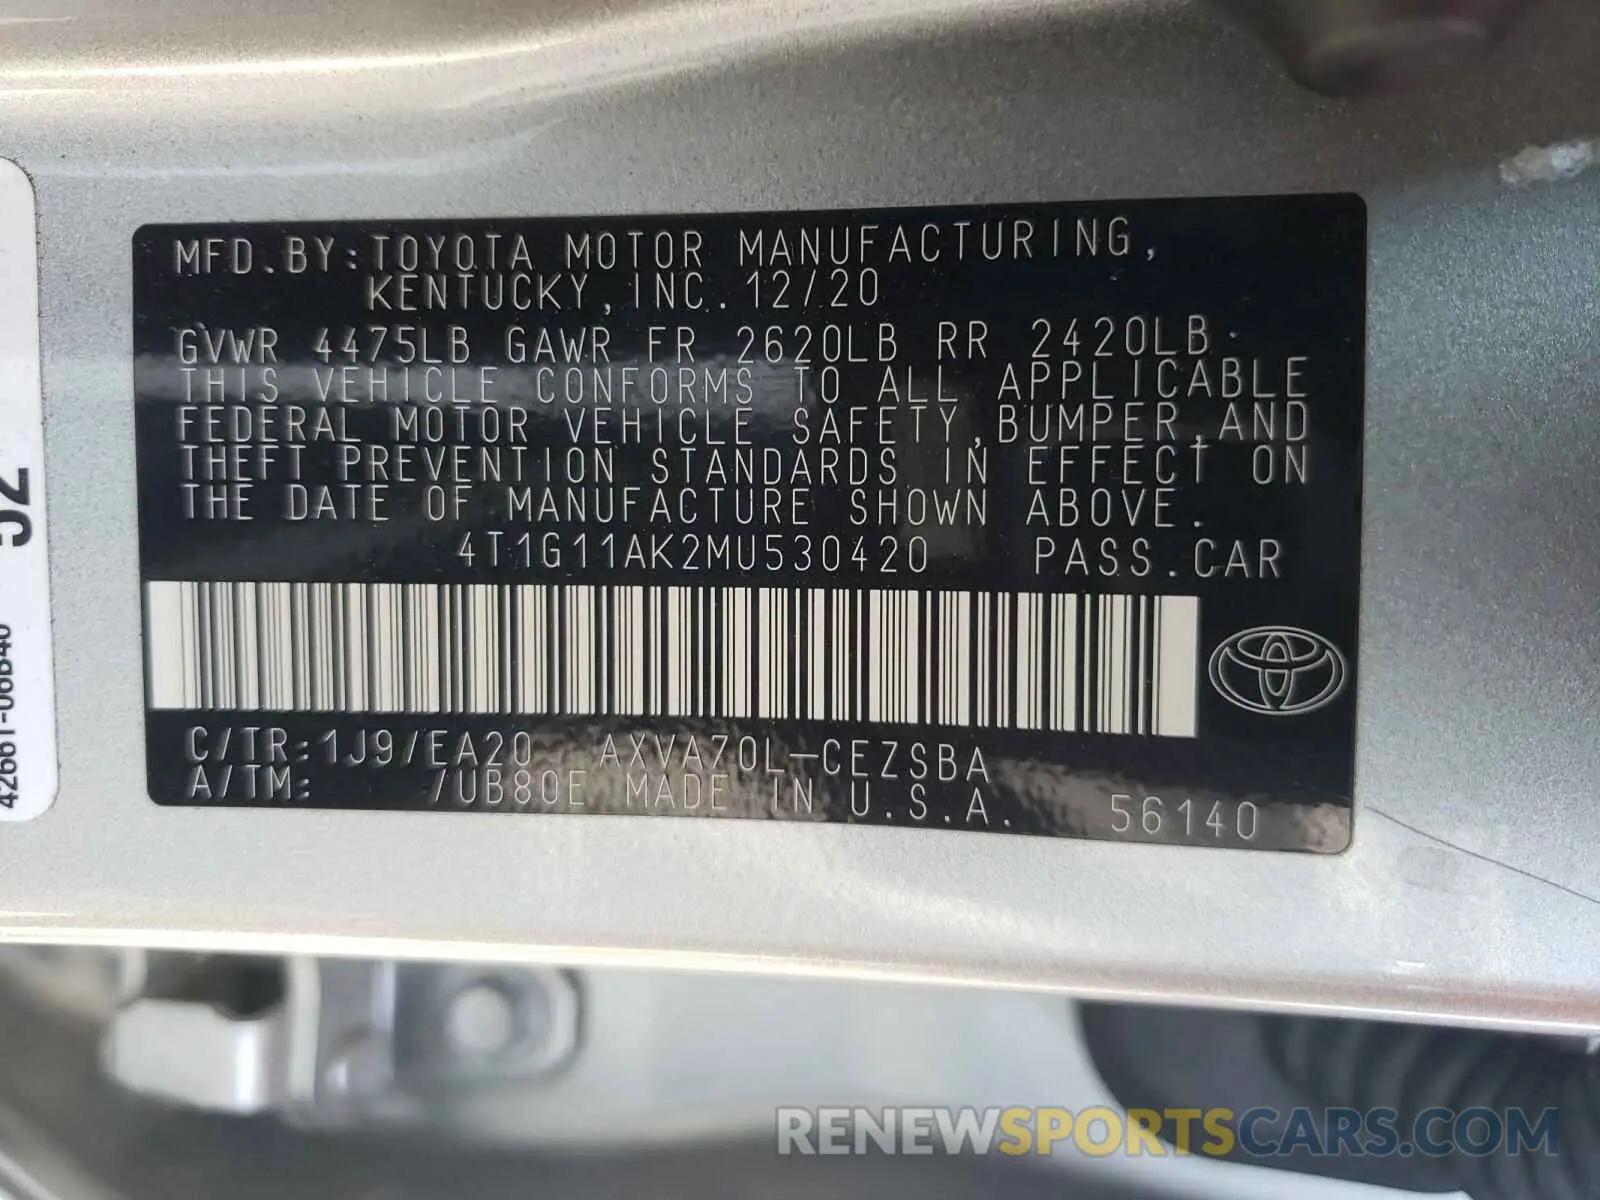 MFD.BY:TOYOTA MOTOR MANUFACTURING,
KENTUCKY,INC. 12/20
GVWR 4475LB GAWR FR 2620LB RR 2420LB
THIS VEHICLE CONFORMS TO ALL APPLICABLE
FEDERAL MOTOR VEHICLE SAFETY,BUMPER,AND
THEFT PREVENTION STANDARDS IN EFFECT ON
THE DATE OF MANUFACTURE SHOWN ABOVE.
4T1G11AK2MU530420 PASS.CAR
C/TR:1J9/EA20 AXVA70L-CEZSBA
A/TM: /UB80E MADE IN U.S.A. 56140
RENEWSPORTSCARS.COM